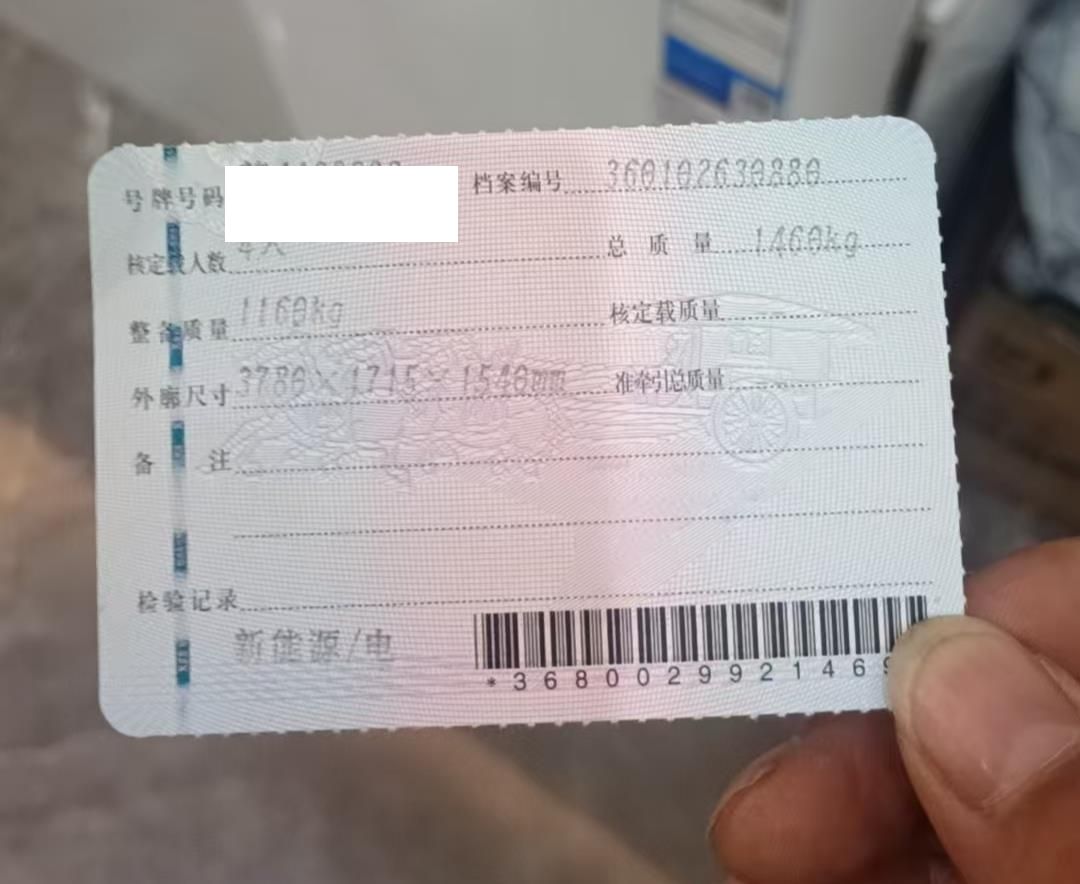 号牌号码 档案编号 360102630880
核定载人数 4人 总质量 1460kg
整备质量 1160kg 核定载质量
外廓尺寸 3780×1715×1540mm 准牵引总质量
备注
检验记录
新能源/电
*368002992146